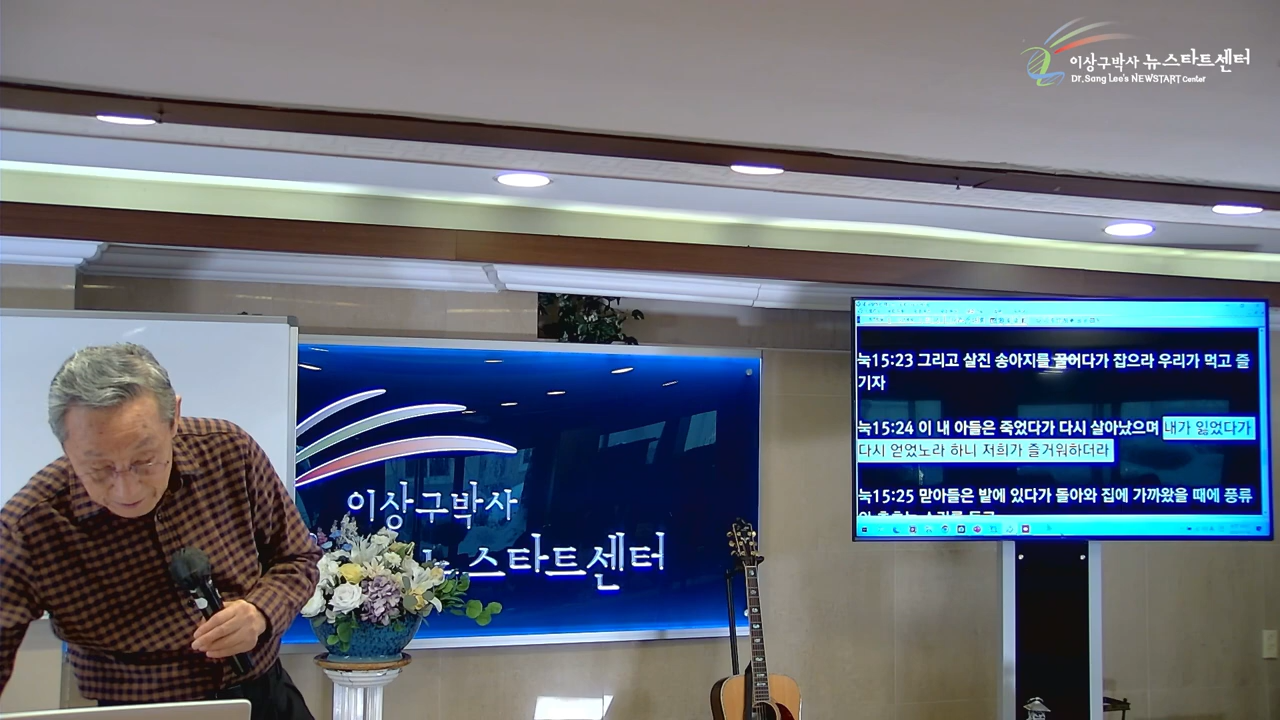 이상구박사 뉴스타트센터
Dr. Sang Lee's NEWSTART Center
눅15:23 그리고 살진 송아지를 끌어다가 잡으라 우리가 먹고 즐
기자
눅15:24 이 내 아들은 죽었다가 다시 살아났으며 내가 잃었다가
다시 얻었노라 하니 저희가 즐거워하더라
눅15:25 맏아들은 밭에 있다가 돌아와 집에 가까왔을 때에 풍류
이상구박사
스타트센터